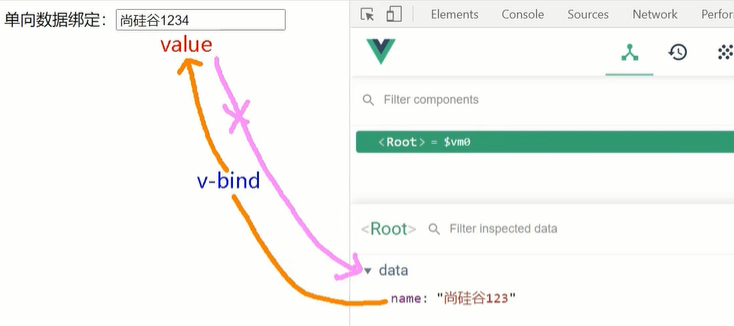 单向数据绑定：尚硅谷1234
value
v-bind
Elements Console Sources Network Perfor
Filter components
<Root> = $vm0
<Root> Filter inspected data
data
name: "尚硅谷123"